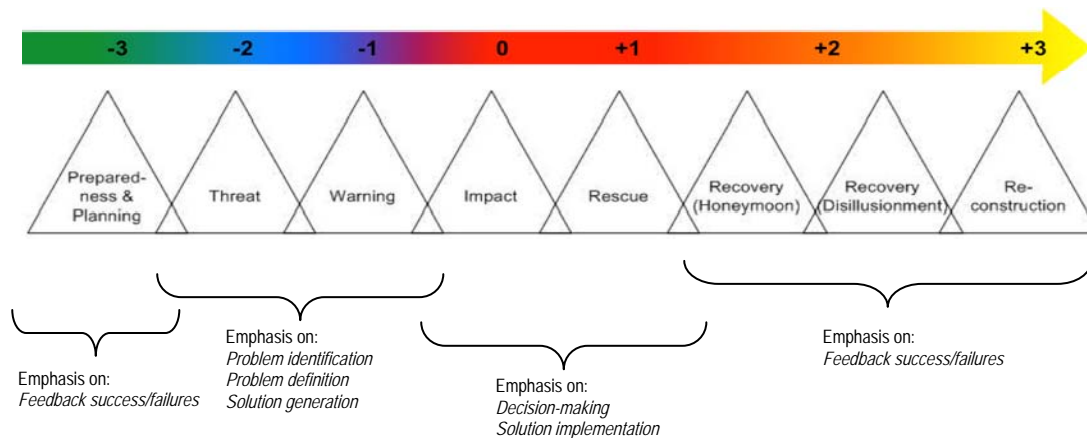 -3 -2 -1 0 +1 +2 +3
Prepared-
ness &
Planning
Threat
Warning
Impact
Rescue
Recovery
(Honeymoon)
Recovery
(Disillusionment)
Re-
construction
Emphasis on:
Feedback success/failures
Emphasis on:
Problem identification
Problem definition
Solution generation
Emphasis on:
Decision-making
Solution implementation
Emphasis on:
Feedback success/failures